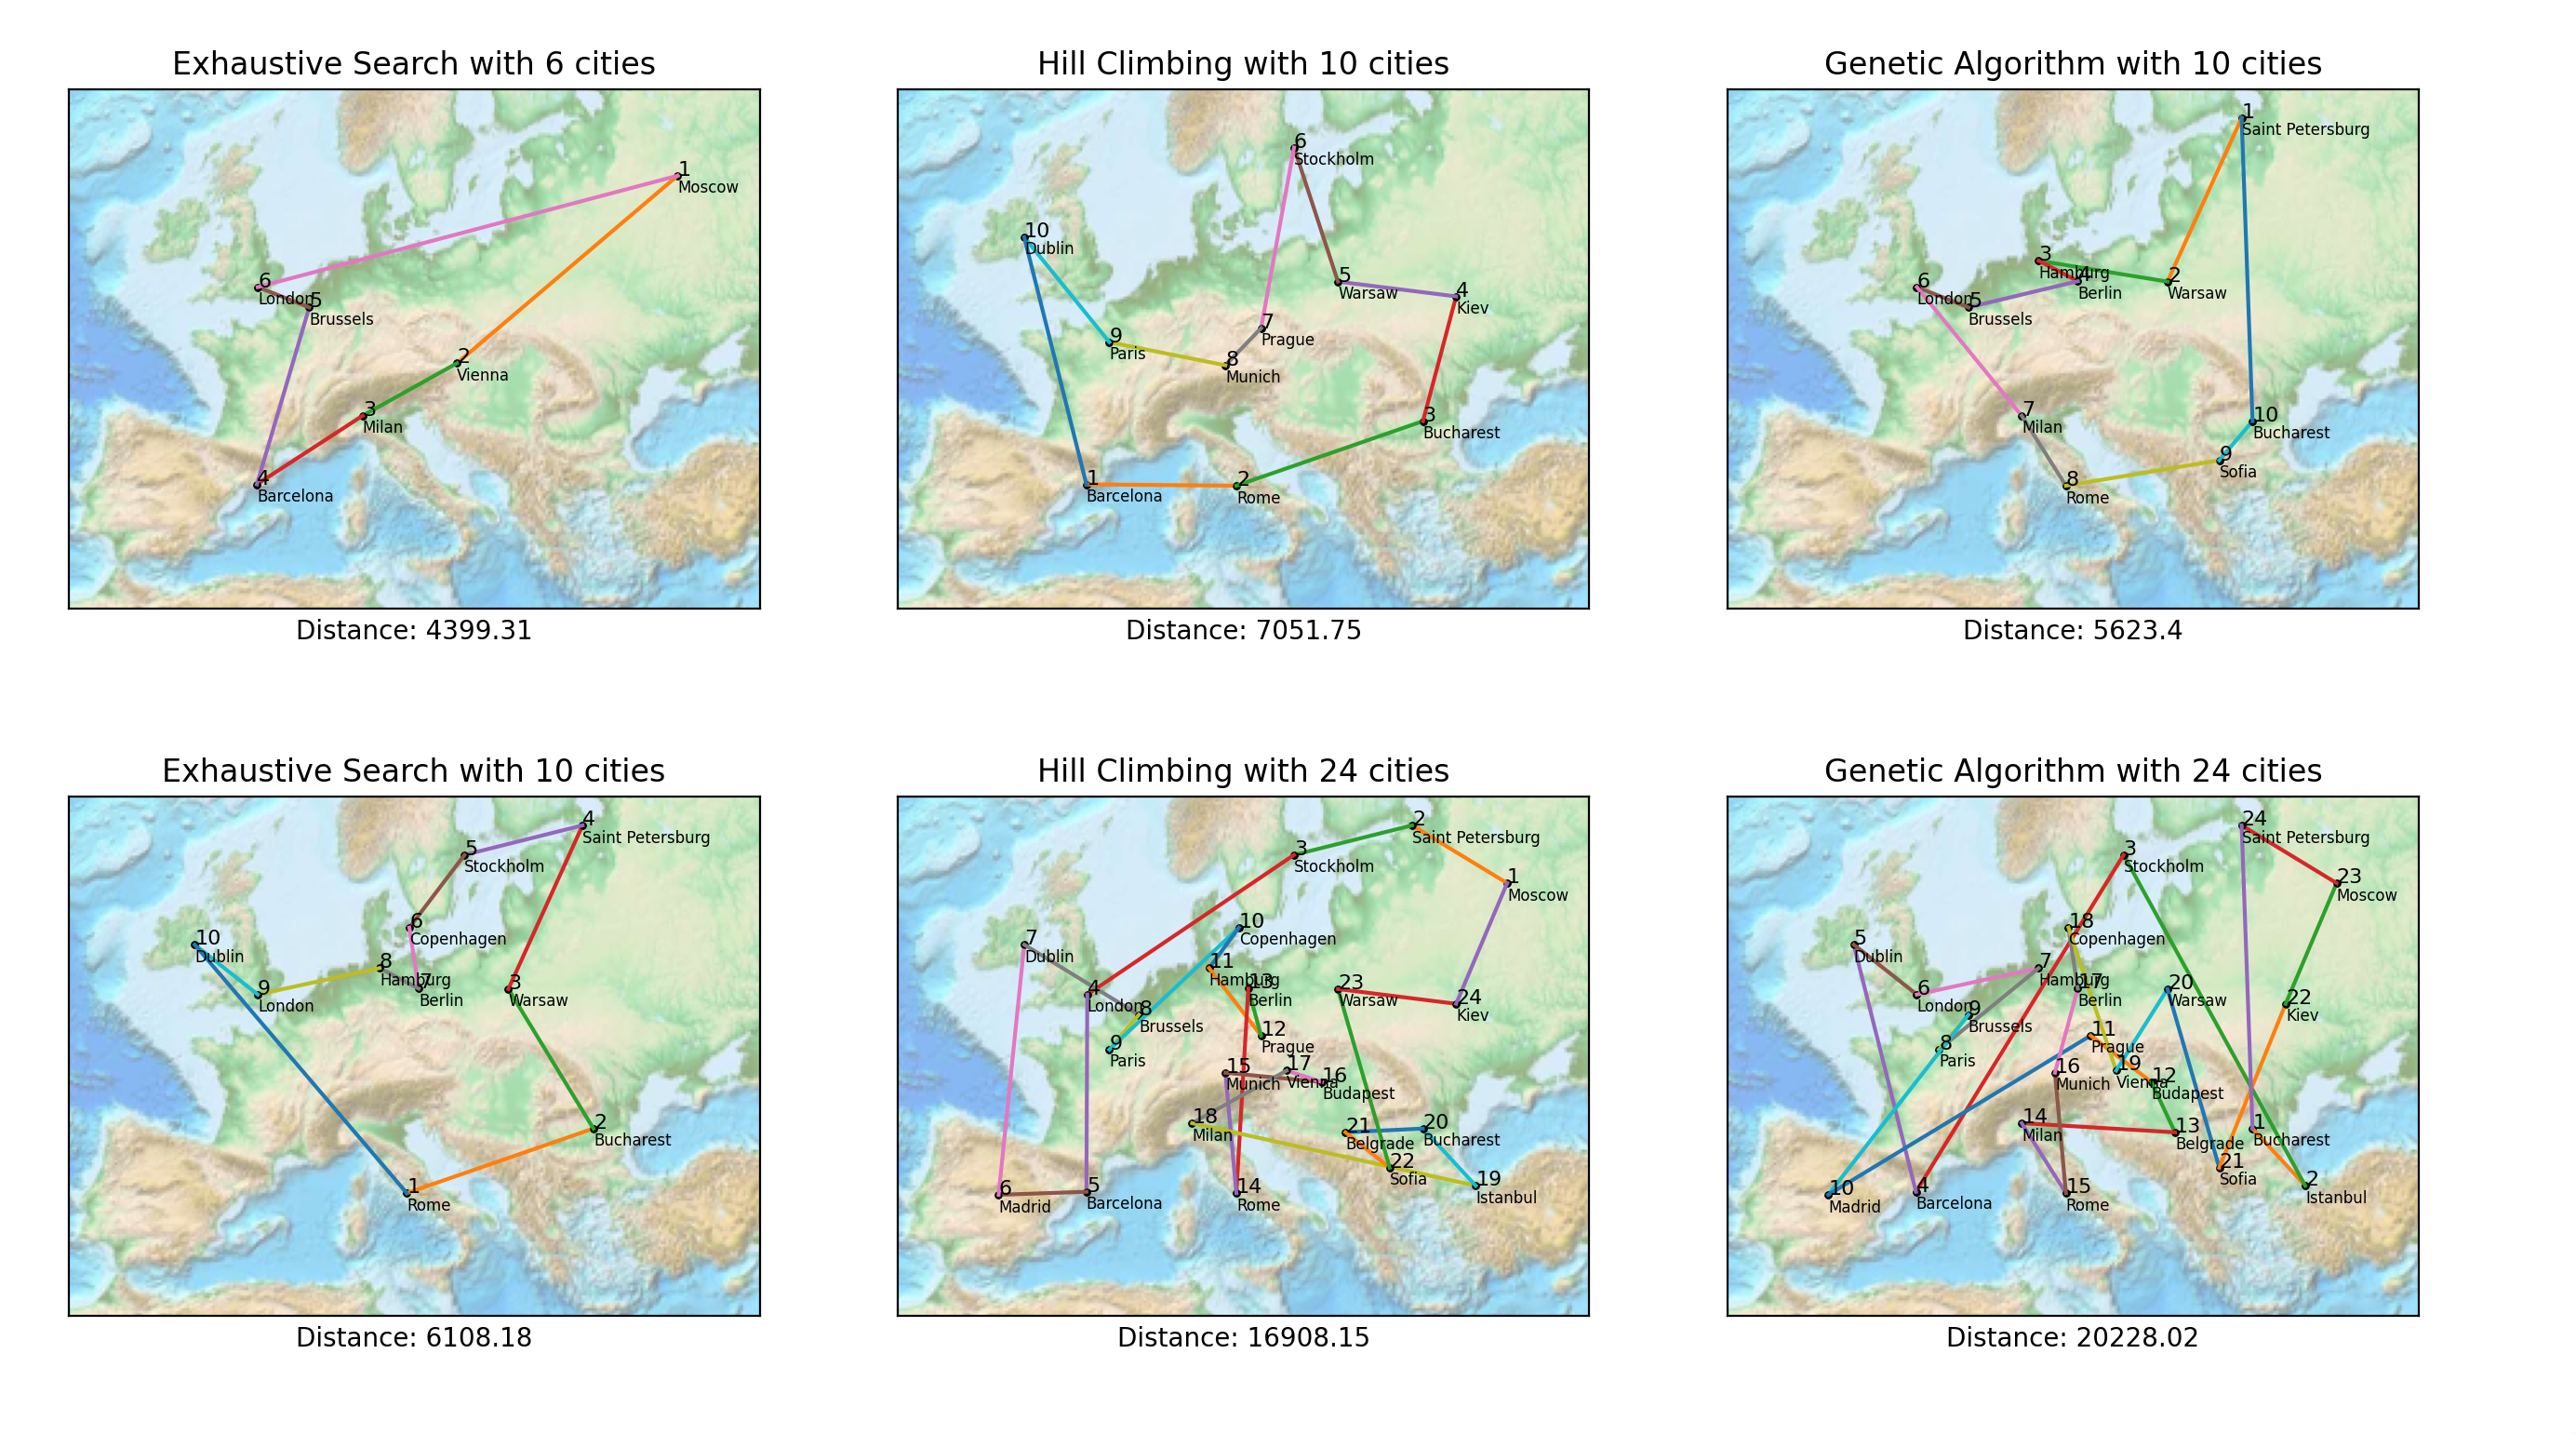 Exhaustive Search with 6 cities
1
Moscow
6
London
5
Brussels
2
Vienna
3
Milan
4
Barcelona
Distance: 4399.31
Hill Climbing with 10 cities
6
Stockholm
10
Dublin
5
Warsaw
4
Kiev
7
Prague
9
Paris
8
Munich
3
Bucharest
1
Barcelona
2
Rome
Distance: 7051.75
Genetic Algorithm with 10 cities
1
Saint Petersburg
3
Hamburg
4
Berlin
2
Warsaw
6
London
5
Brussels
7
Milan
10
Bucharest
9
Sofia
8
Rome
Distance: 5623.4
Exhaustive Search with 10 cities
4
Saint Petersburg
5
Stockholm
6
Copenhagen
10
Dublin
8
Hamburg
7
Berlin
3
Warsaw
9
London
2
Bucharest
1
Rome
Distance: 6108.18
Hill Climbing with 24 cities
2
Saint Petersburg
3
Stockholm
1
Moscow
10
Copenhagen
7
Dublin
11
Hamburg
13
Berlin
23
Warsaw
4
London
24
Kiev
8
Brussels
12
Prague
9
Paris
15
Munich
17
Vienna
16
Budapest
18
Milan
21
Belgrade
20
Bucharest
22
Sofia
19
Istanbul
6
Madrid
5
Barcelona
14
Rome
Distance: 16908.15
Genetic Algorithm with 24 cities
24
Saint Petersburg
3
Stockholm
23
Moscow
18
Copenhagen
5
Dublin
7
Hamburg
17
Berlin
20
Warsaw
6
London
22
Kiev
9
Brussels
11
Prague
8
Paris
16
Munich
19
Vienna
12
Budapest
14
Milan
13
Belgrade
1
Bucharest
21
Sofia
2
Istanbul
10
Madrid
4
Barcelona
15
Rome
Distance: 20228.02